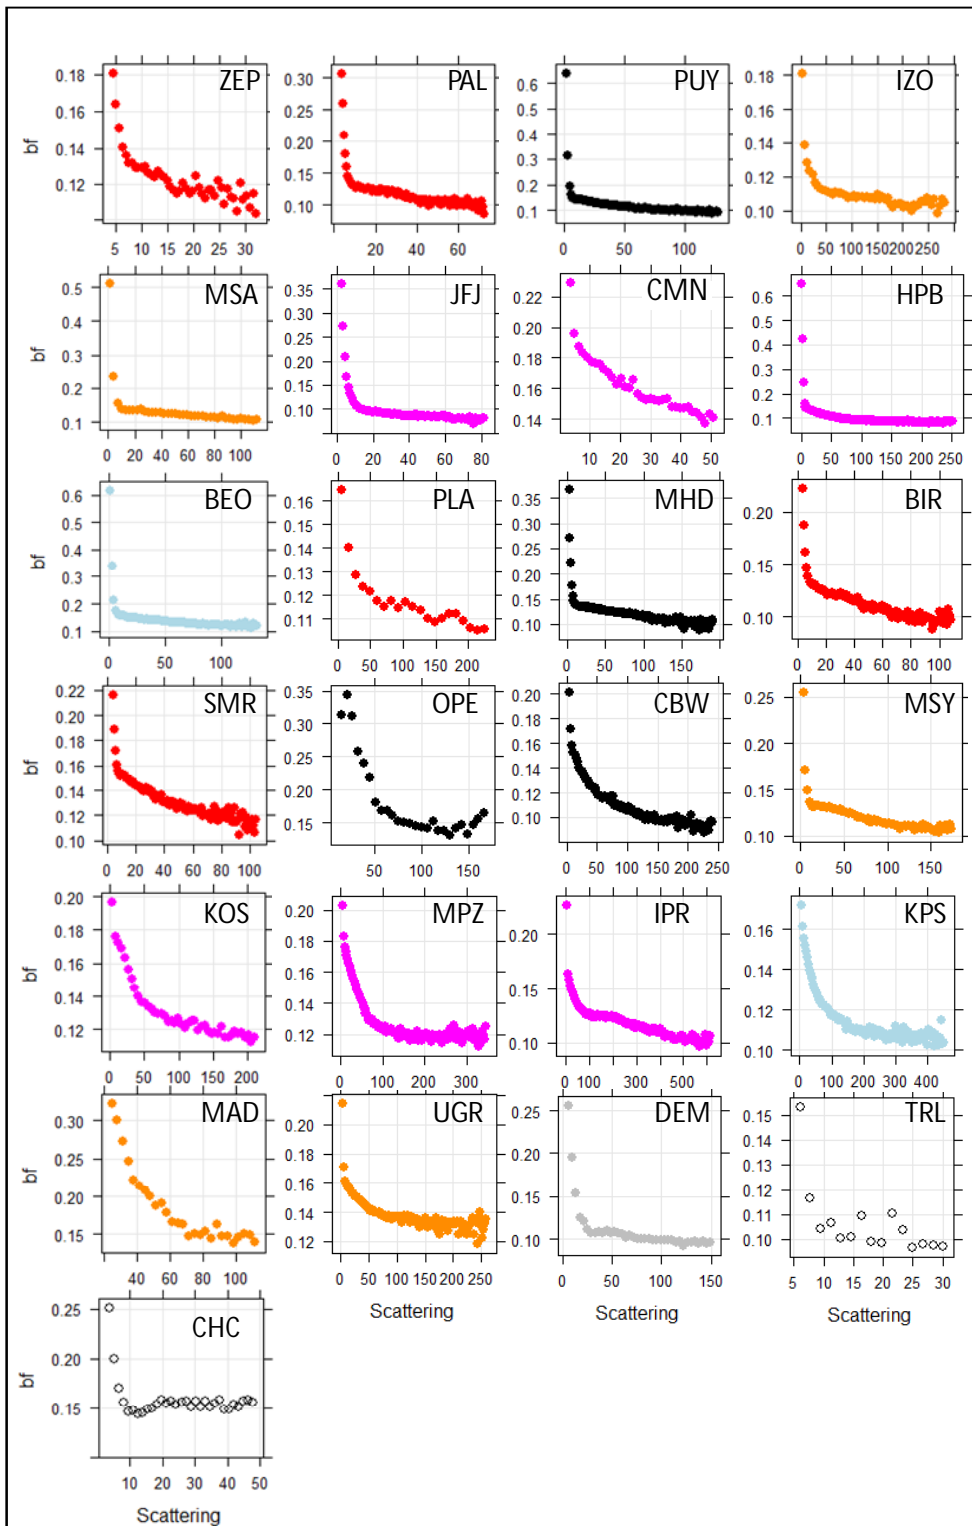 ZEP PAL PUY IZO
0.18 0.30 0.6 0.18
0.16 0.25 0.5 0.16
0.14 0.20 0.4 0.14
0.12 0.15 0.3 0.12
0.10 0.2 0.10
0.1
bf
5 10 15 20 25 30 20 40 60 0 50 100 0 50 100150200250
MSA JFJ CMN HPB
0.5 0.35 0.22 0.6
0.4 0.30 0.20 0.5
0.3 0.25 0.18 0.4
0.2 0.20 0.16 0.3
0.1 0.15 0.14 0.2
0.10 0.1
0 20 40 60 80 100 0 20 40 60 80 10 20 30 40 50 0 50 100 150 200 250
BEO PLA MHD BIR
0.6 0.16 0.35 0.20
0.5 0.15 0.30 0.15
0.4 0.14 0.25 0.10
0.3 0.13 0.20
0.2 0.12 0.15
0.1 0.11 0.10
bf
0 50 100 0 50 100 150 200 0 50 100 150 0 20 40 60 80 100
SMR OPE CBW MSY
0.22 0.35 0.20 0.25
0.20 0.30 0.18 0.20
0.18 0.25 0.16 0.15
0.16 0.20 0.14 0.10
0.14 0.15 0.12
0.12 0.10
0.10
bf
0 20 40 60 80 100 50 100 150 0 50 100 150 200 250 0 50 100 150
KOS MPZ IPR KPS
0.20 0.20 0.20 0.16
0.18 0.18 0.15 0.14
0.16 0.16 0.10 0.12
0.14 0.14 0.10
0.12 0.12
bf
0 50 100 150 200 0 100 200 300 0 100 300 500 0 100 200 300 400
MAD UGR DEM TRL
0.30 0.20 0.25 0.15
0.25 0.18 0.20 0.14
0.20 0.16 0.15 0.13
0.15 0.14 0.10 0.12
0.12 0.11
0.10
bf
40 60 80 100 0 50 100 150 200 250 0 50 100 150 5 10 15 20 25 30
Scattering Scattering Scattering
CHC
0.25
0.20
0.15
bf
10 20 30 40 50
Scattering